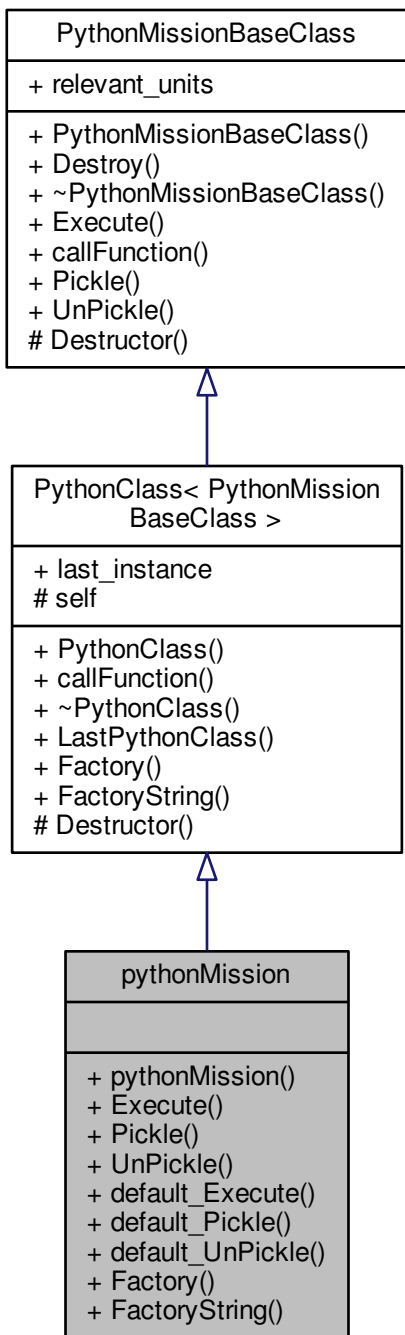 PythonMissionBaseClass
+ relevant_units
+ PythonMissionBaseClass()
+ Destroy()
+ ~PythonMissionBaseClass()
+ Execute()
+ callFunction()
+ Pickle()
+ UnPickle()
# Destructor()
PythonClass< PythonMission
BaseClass >
+ last_instance
# self
+ PythonClass()
+ callFunction()
+ ~PythonClass()
+ LastPythonClass()
+ Factory()
+ FactoryString()
# Destructor()
pythonMission
+ pythonMission()
+ Execute()
+ Pickle()
+ UnPickle()
+ default_Execute()
+ default_Pickle()
+ default_UnPickle()
+ Factory()
+ FactoryString()